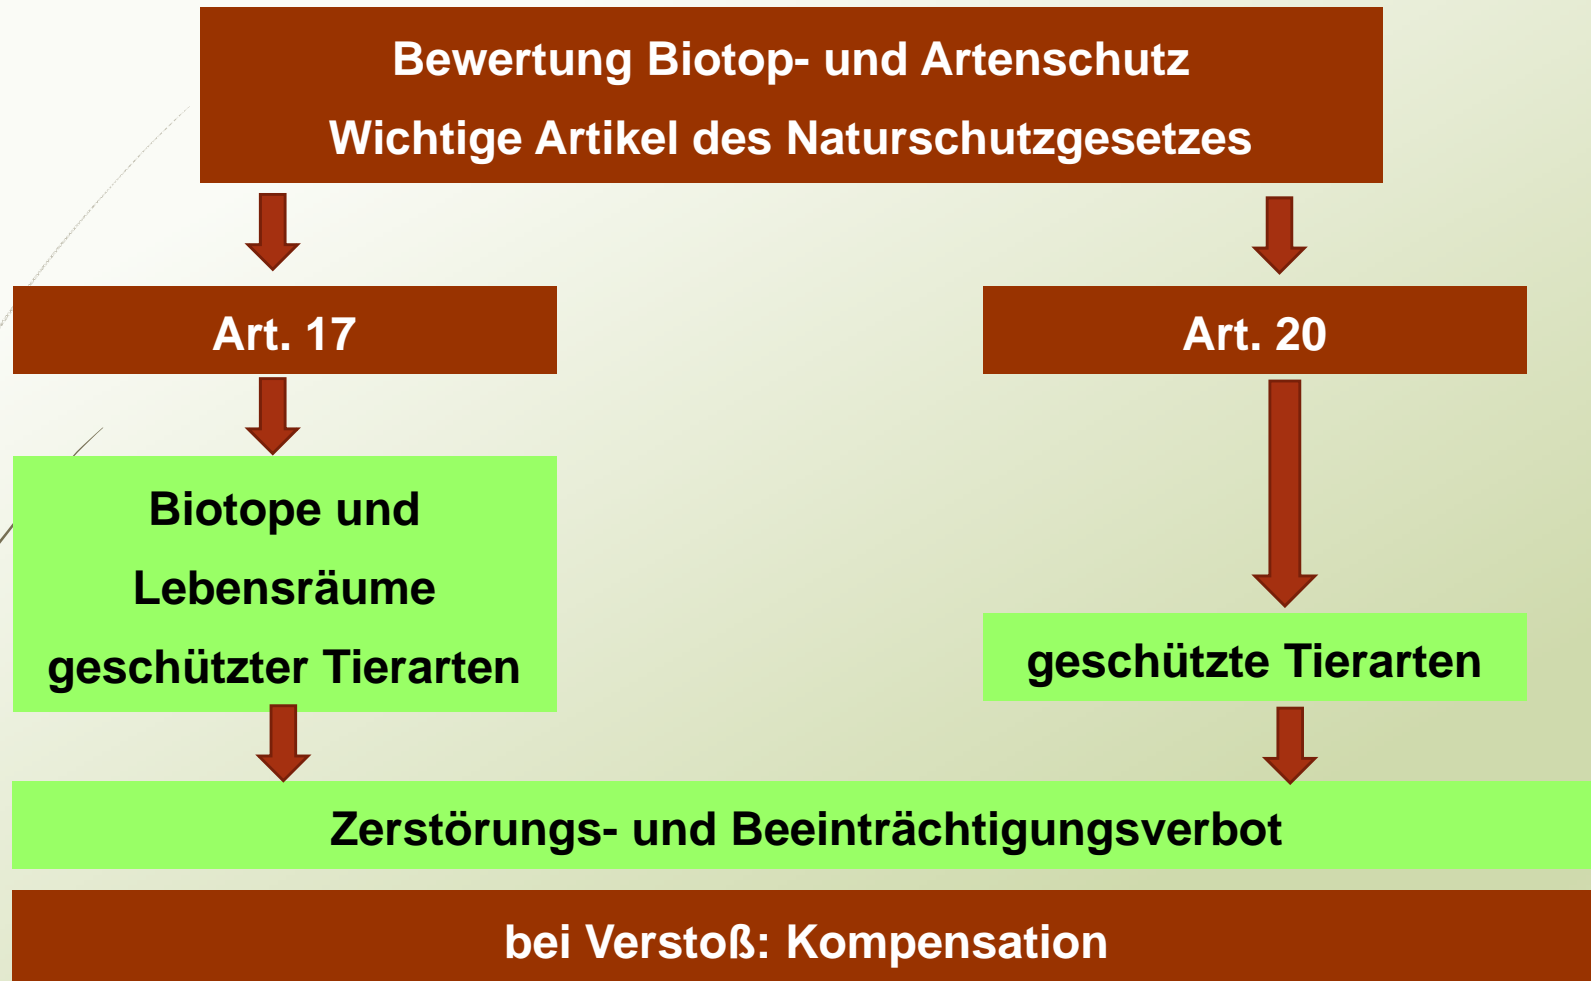 Bewertung Biotop- und Artenschutz
Wichtige Artikel des Naturschutzgesetzes
Art. 17
Art. 20
Biotope und
Lebensräume
geschützter Tierarten
geschützte Tierarten
Zerstörungs- und Beeinträchtigungsverbot
bei Verstoß: Kompensation